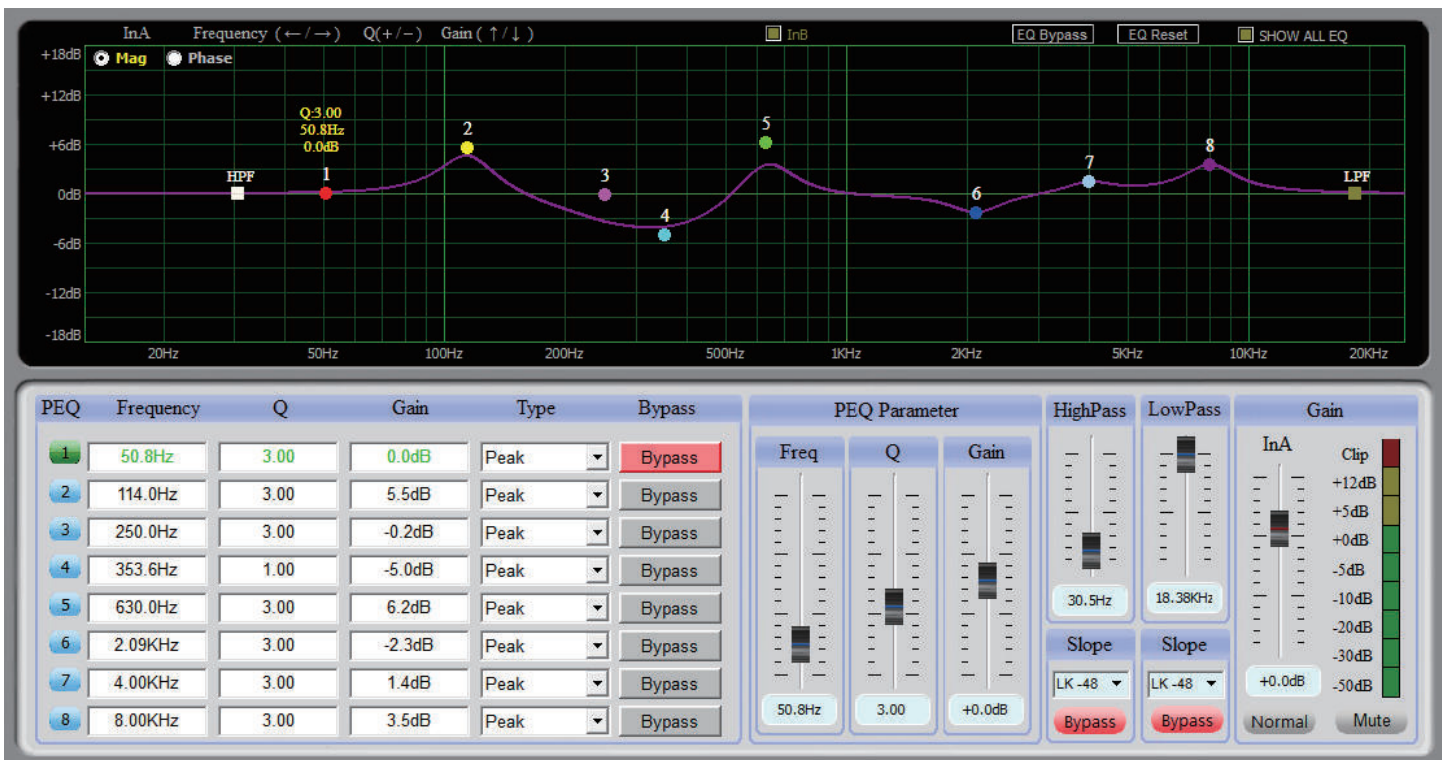 InA Frequency (←/→) Q(+/−) Gain (↑/↓) InB EQ Bypass EQ Reset SHOW ALL EQ
+18dB Mag Phase
+12dB
Q:3.00
50.8Hz
0.0dB
+6dB
0dB
-6dB
-12dB
-18dB
HPF 1 2 3 4 5 6 7 8 LPF
20Hz 50Hz 100Hz 200Hz 500Hz 1KHz 2KHz 5KHz 10KHz 20KHz
PEQ Frequency Q Gain Type Bypass
1 50.8Hz 3.00 0.0dB Peak Bypass
2 114.0Hz 3.00 5.5dB Peak Bypass
3 250.0Hz 3.00 -0.2dB Peak Bypass
4 353.6Hz 1.00 -5.0dB Peak Bypass
5 630.0Hz 3.00 6.2dB Peak Bypass
6 2.09KHz 3.00 -2.3dB Peak Bypass
7 4.00KHz 3.00 1.4dB Peak Bypass
8 8.00KHz 3.00 3.5dB Peak Bypass
PEQ Parameter
Freq Q Gain
50.8Hz 3.00 +0.0dB
HighPass
30.5Hz
Slope
LK-48
Bypass
LowPass
18.38KHz
Slope
LK-48
Bypass
Gain
InA
Clip
+12dB
+5dB
+0dB
-5dB
-10dB
-20dB
-30dB
-50dB
+0.0dB
Normal Mute